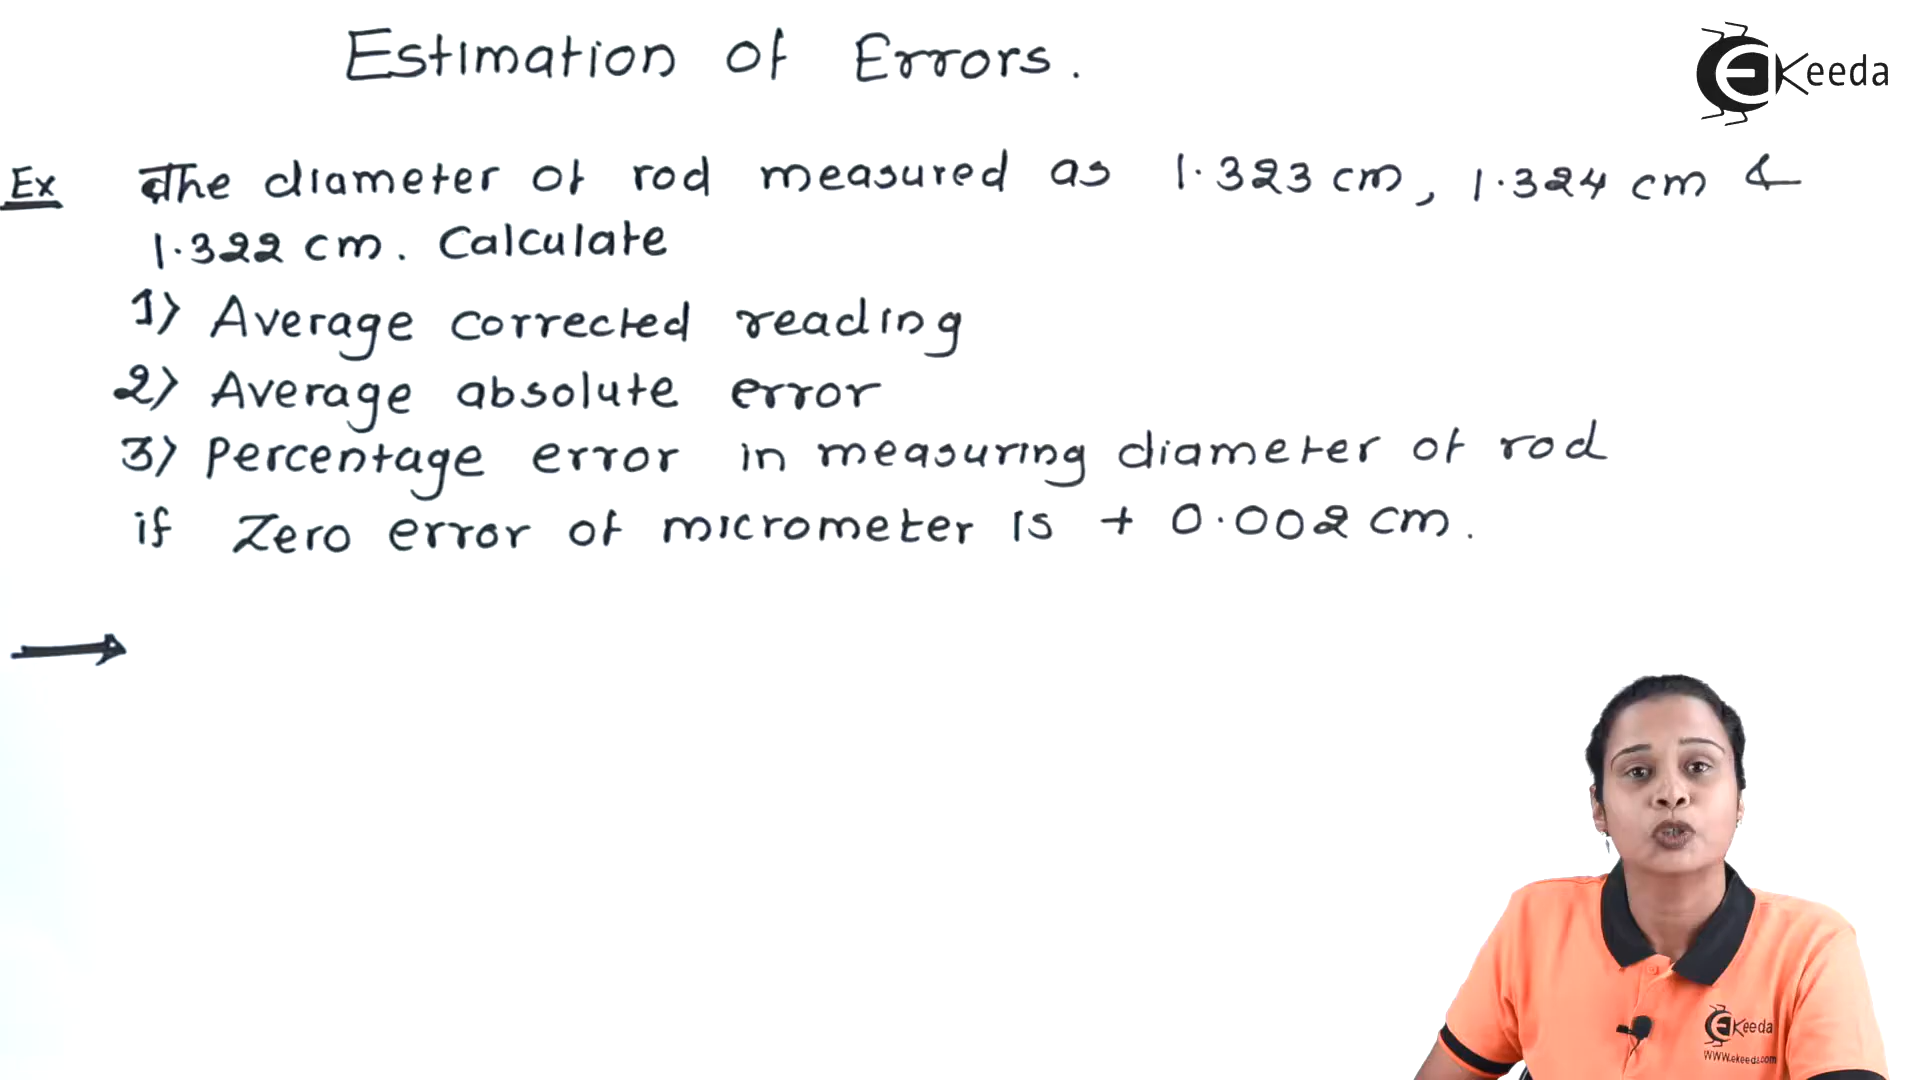 Estimation of Errors.
EKeeda
Ex The diameter of rod measured as 1.323 cm, 1.324 cm &
1.322 cm. Calculate
1) Average corrected reading
2) Average absolute error
3) Percentage error in measuring diameter of rod
if Zero error of micrometer is + 0.002 cm.
EKeeda
WWW.ekeeda.com